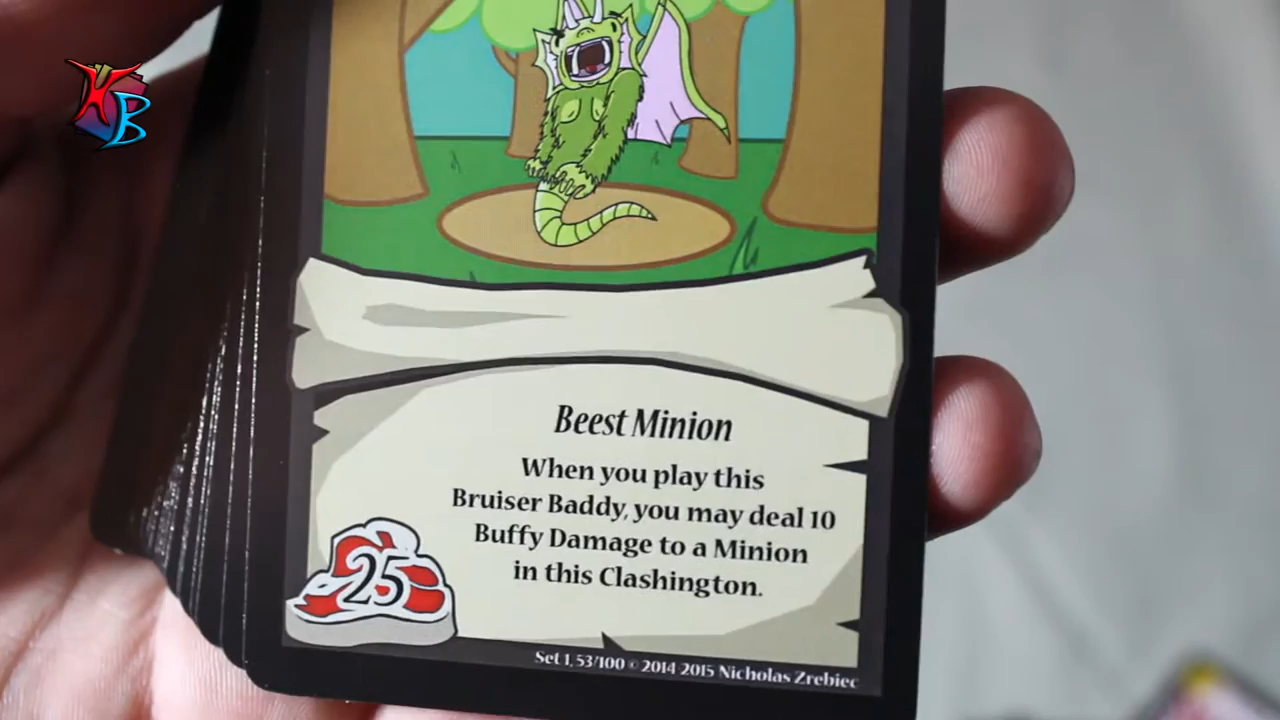 KB
Beest Minion
When you play this
Bruiser Baddy, you may deal 10
Buffy Damage to a Minion
in this Clashington.
25
Set 1, 53/100 © 2014 2015 Nicholas Zrebiec